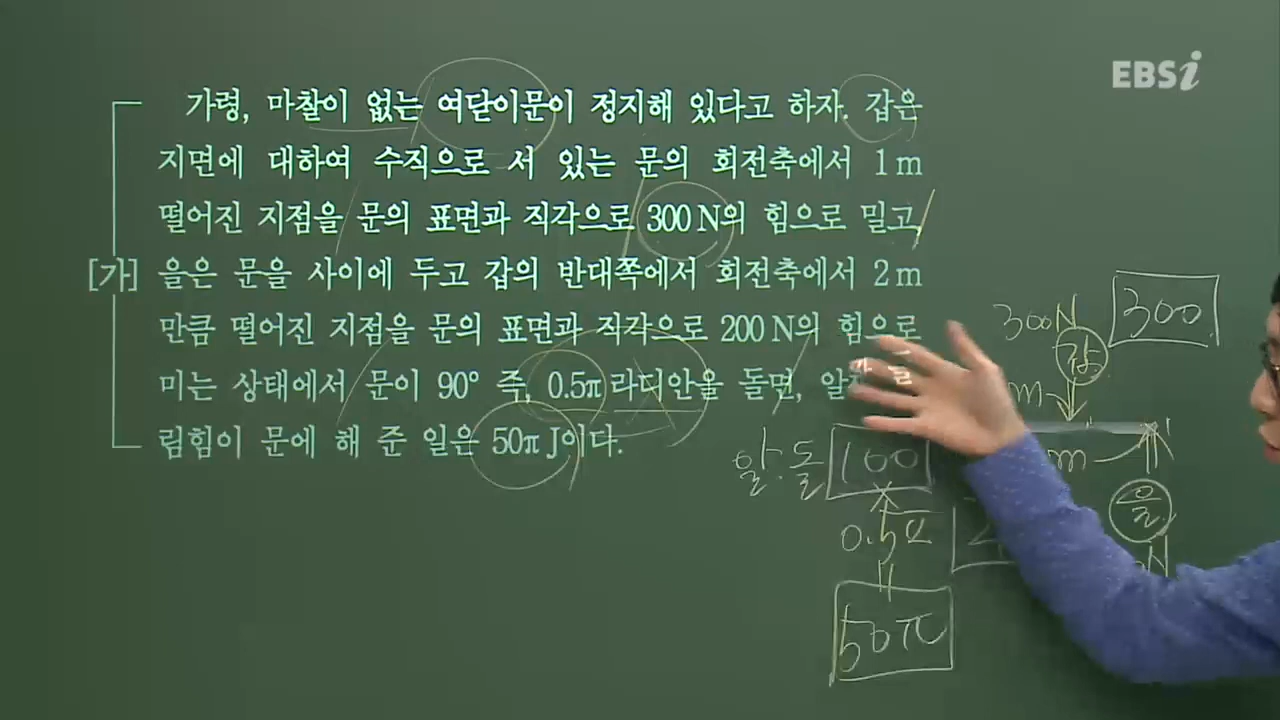 EBSi
가령, 마찰이 없는 여닫이문이 정지해 있다고 하자. 갑은
지면에 대하여 수직으로 서 있는 문의 회전축에서 1 m
떨어진 지점을 문의 표면과 직각으로 300 N의 힘으로 밀고,
[가] 을은 문을 사이에 두고 갑의 반대쪽에서 회전축에서 2 m
만큼 떨어진 지점을 문의 표면과 직각으로 200 N의 힘으로
미는 상태에서 문이 90° 즉, 0.5π 라디안을 돌면, 알
림힘이 문에 해 준 일은 50π J이다.
300N
300
갑
m
m
알.돌 100
을
0.5π
N
50π